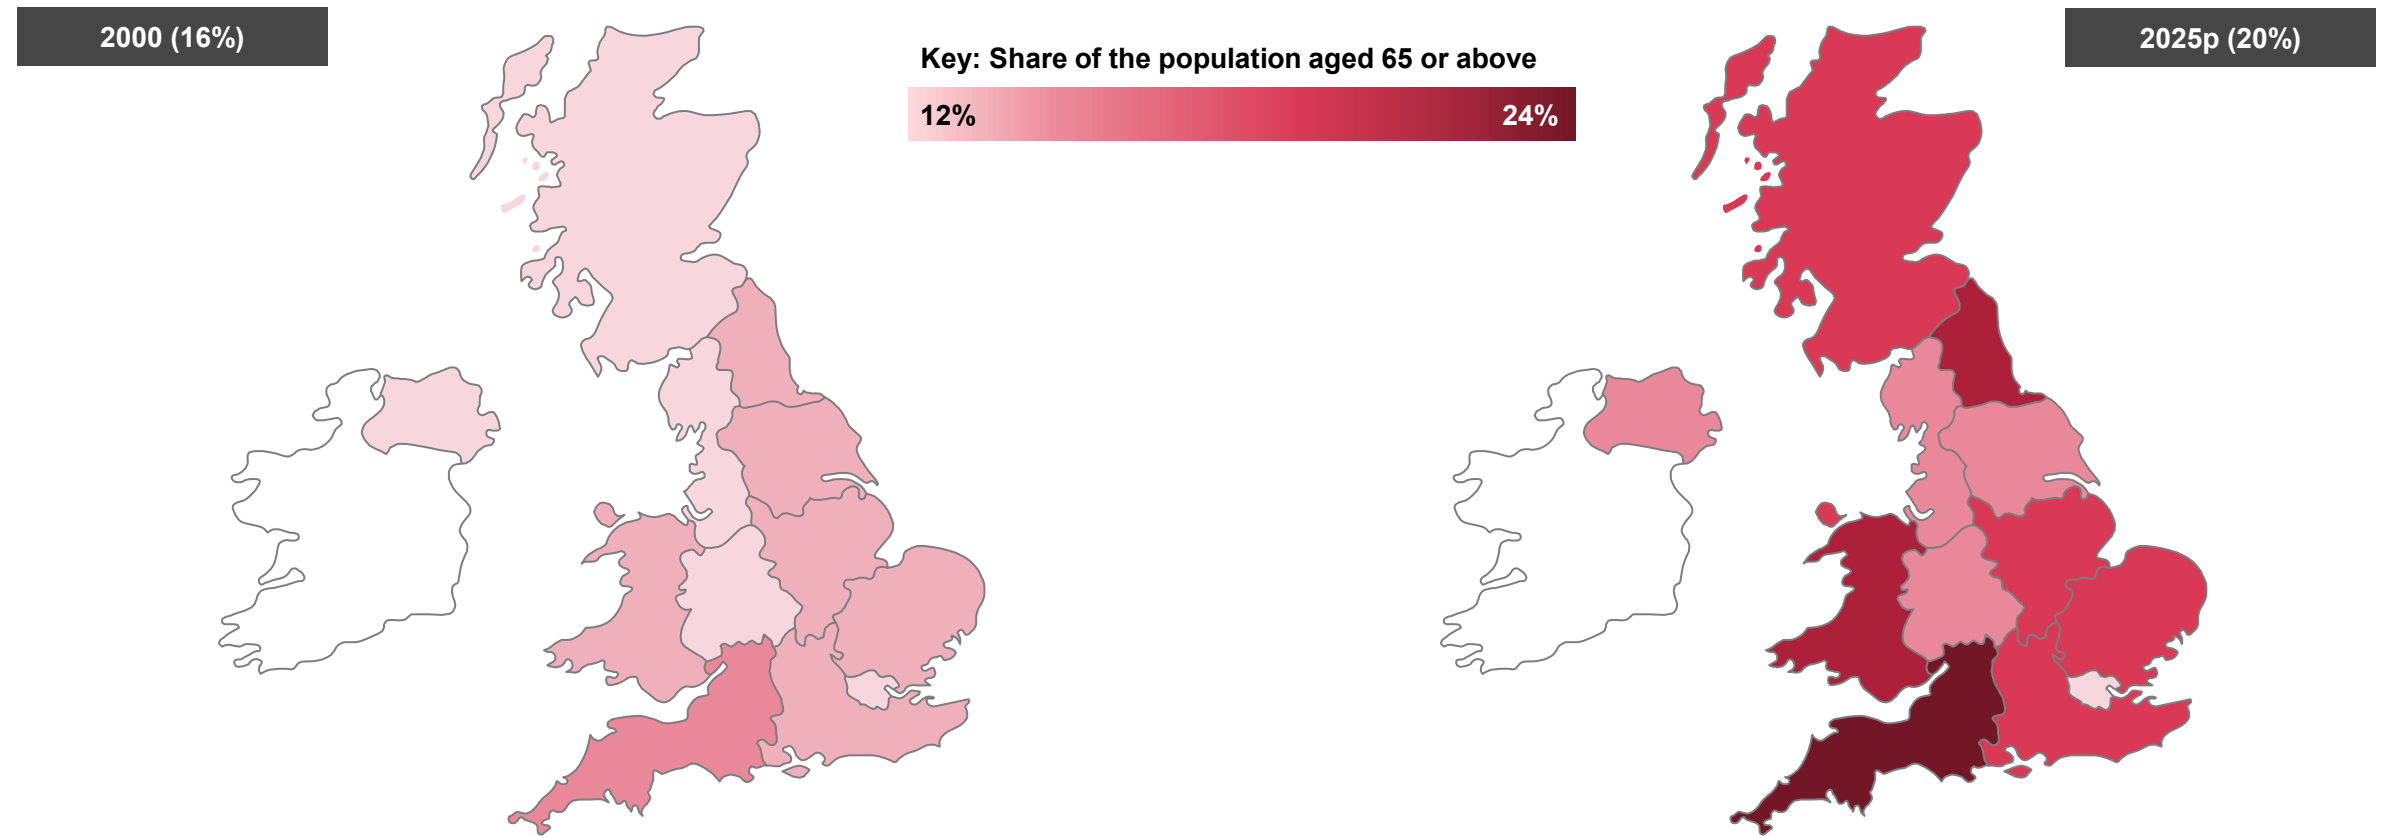 2000 (16%)
Key: Share of the population aged 65 or above
12%
24%
2025p (20%)